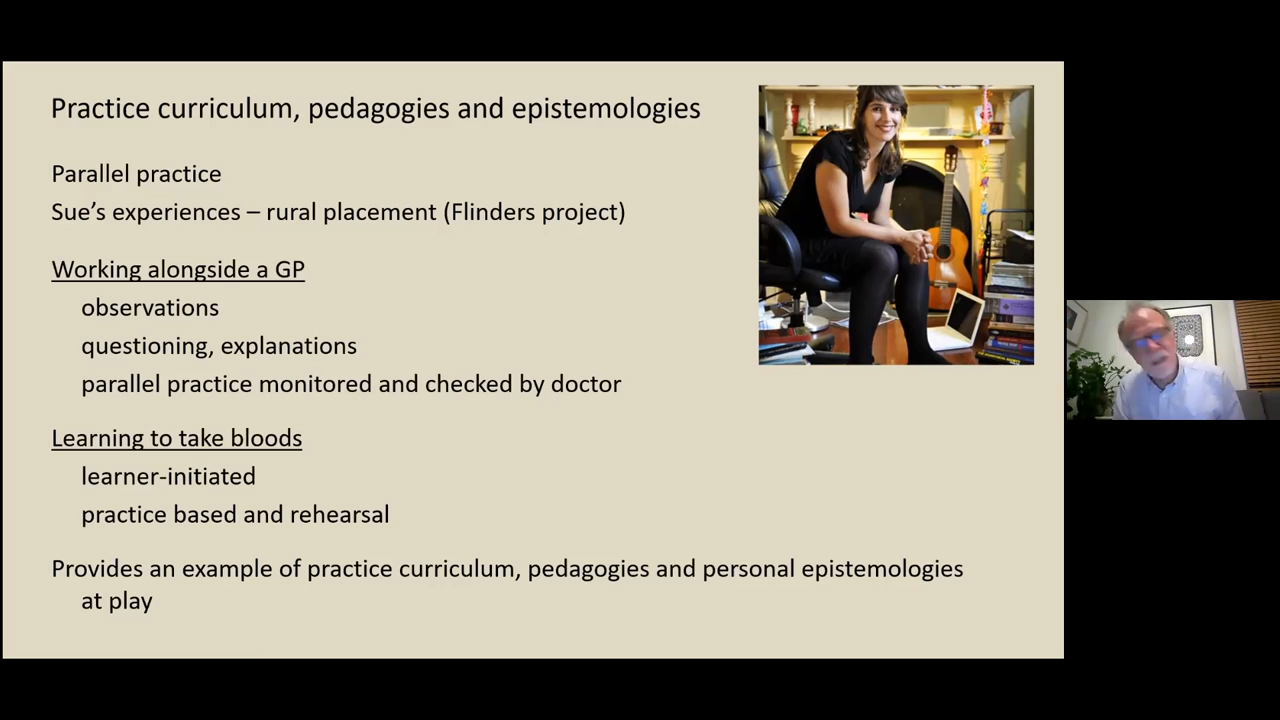 Practice curriculum, pedagogies and epistemologies
Parallel practice
Sue’s experiences – rural placement (Flinders project)
Working alongside a GP
observations
questioning, explanations
parallel practice monitored and checked by doctor
Learning to take bloods
learner-initiated
practice based and rehearsal
Provides an example of practice curriculum, pedagogies and personal epistemologies
at play